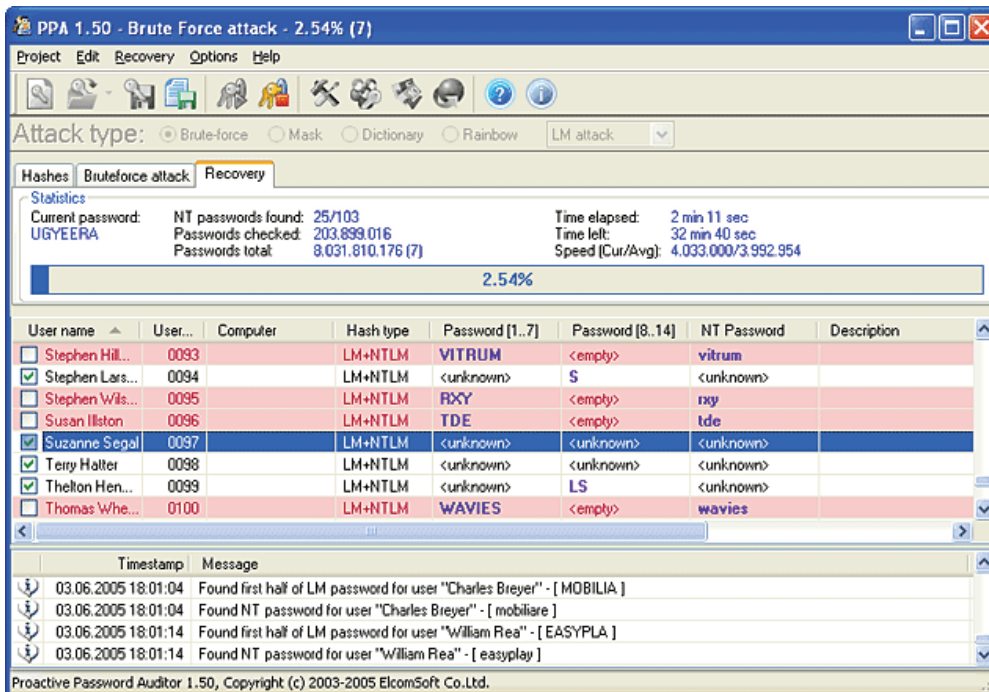 PPA 1.50 - Brute Force attack - 2.54% (7)
Project Edit Recovery Options Help
Attack type: Brute-force Mask Dictionary Rainbow LM attack
Hashes Bruteforce attack Recovery
Statistics
Current password: NT passwords found: 25/103 Time elapsed: 2 min 11 sec
UGYEERA Passwords checked: 203.899.016 Time left: 32 min 40 sec
Passwords total: 8.031.810.176 (7) Speed (Cur/Avg): 4.033.000/3.992.954
2.54%
User name User... Computer Hash type Password [1..7] Password [8..14] NT Password Description
Stephen Hill... 0093 LM+NTLM VITRUM <empty> vitrum
Stephen Lars... 0094 LM+NTLM <unknown> S <unknown>
Stephen Wils... 0095 LM+NTLM RXY <empty> rxy
Susan Illston 0096 LM+NTLM TDE <empty> tde
Suzanne Segal 0097 LM+NTLM <unknown> <unknown> <unknown>
Terry Hatter 0098 LM+NTLM <unknown> <unknown> <unknown>
Thelton Hen... 0099 LM+NTLM <unknown> LS <unknown>
Thomas Whe... 0100 LM+NTLM WAVIES <empty> wavies
Timestamp Message
03.06.2005 18:01:04 Found first half of LM password for user "Charles Breyer" - [ MOBILIA ]
03.06.2005 18:01:04 Found NT password for user "Charles Breyer" - [ mobiliare ]
03.06.2005 18:01:14 Found first half of LM password for user "William Rea" - [ EASYPLA ]
03.06.2005 18:01:14 Found NT password for user "William Rea" - [ easyplay ]
Proactive Password Auditor 1.50, Copyright (c) 2003-2005 ElcomSoft Co.Ltd.